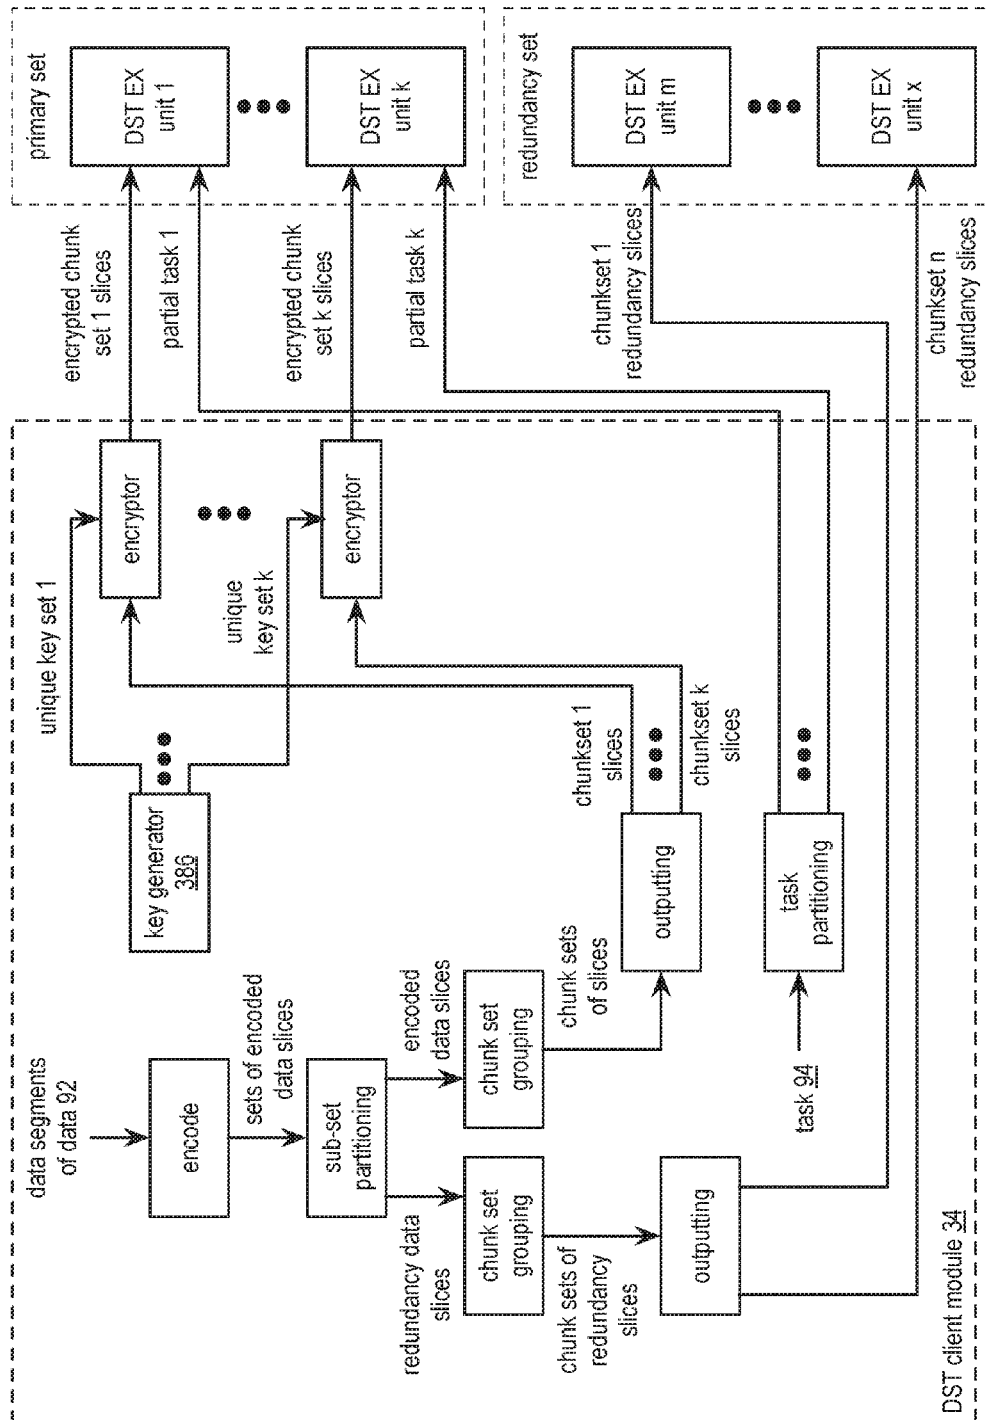 primary set
DST EX
unit 1
DST EX
unit k
redundancy set
DST EX
unit m
DST EX
unit x
encrypted chunk
set 1 slices
partial task 1
encrypted chunk
set k slices
partial task k
chunkset 1
redundancy slices
chunkset n
redundancy slices
encryptor
encryptor
unique key set 1
unique
key set k
key generator
386
chunkset 1
slices
chunkset k
slices
outputting
task
partitioning
data segments
of data 92
encode
sets of encoded
data slices
sub-set
partitioning
encoded
data slices
chunk set
grouping
chunk sets
of slices
task 94
redundancy data
slices
chunk set
grouping
chunk sets of
redundancy
slices
outputting
DST client module 34